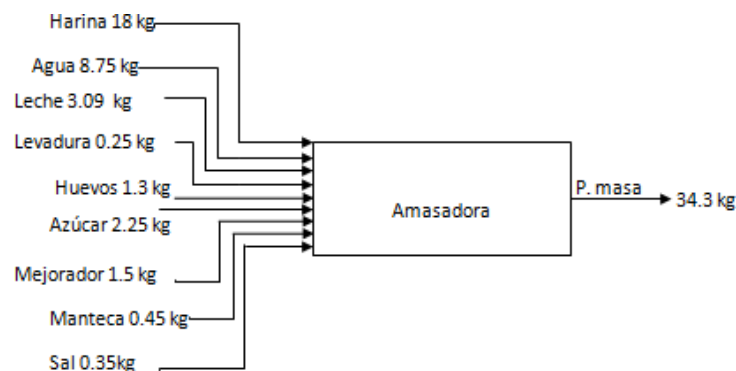 Harina 18 kg
Agua 8.75 kg
Leche 3.09 kg
Levadura 0.25 kg
Huevos 1.3 kg
Azúcar 2.25 kg
Mejorador 1.5 kg
Manteca 0.45 kg
Sal 0.35kg
Amasadora
P. masa
34.3 kg